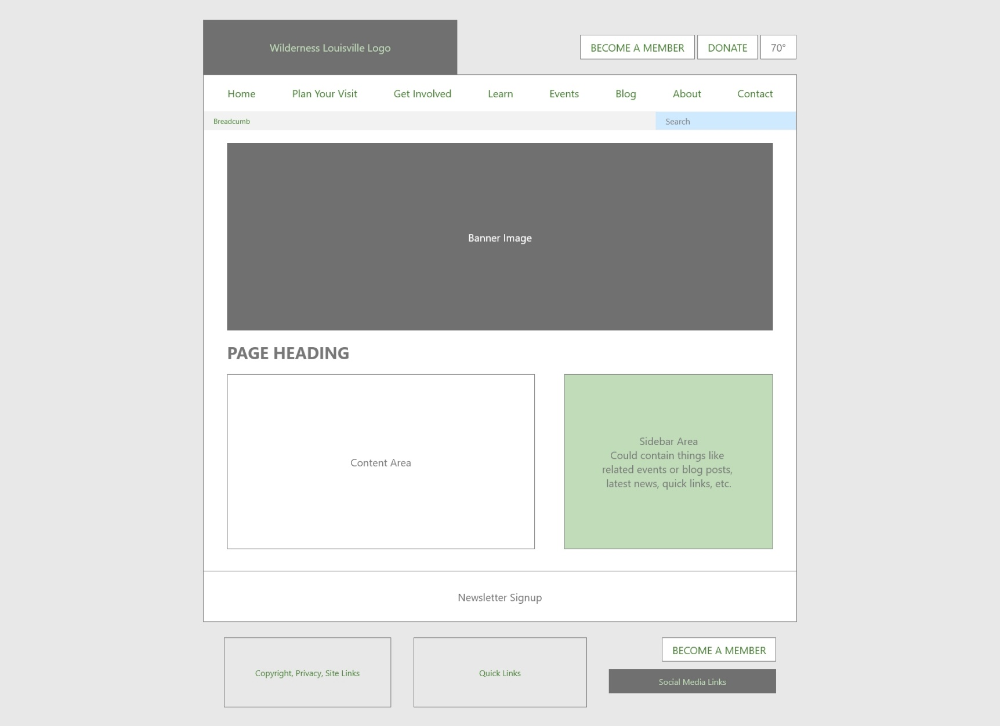 Wilderness Louisville Logo
BECOME A MEMBER
DONATE
70°
Home
Plan Your Visit
Get Involved
Learn
Events
Blog
About
Contact
Breadcumb
Search
Banner Image
PAGE HEADING
Content Area
Sidebar Area
Could contain things like
related events or blog posts,
latest news, quick links, etc.
Newsletter Signup
Copyright, Privacy, Site Links
Quick Links
BECOME A MEMBER
Social Media Links